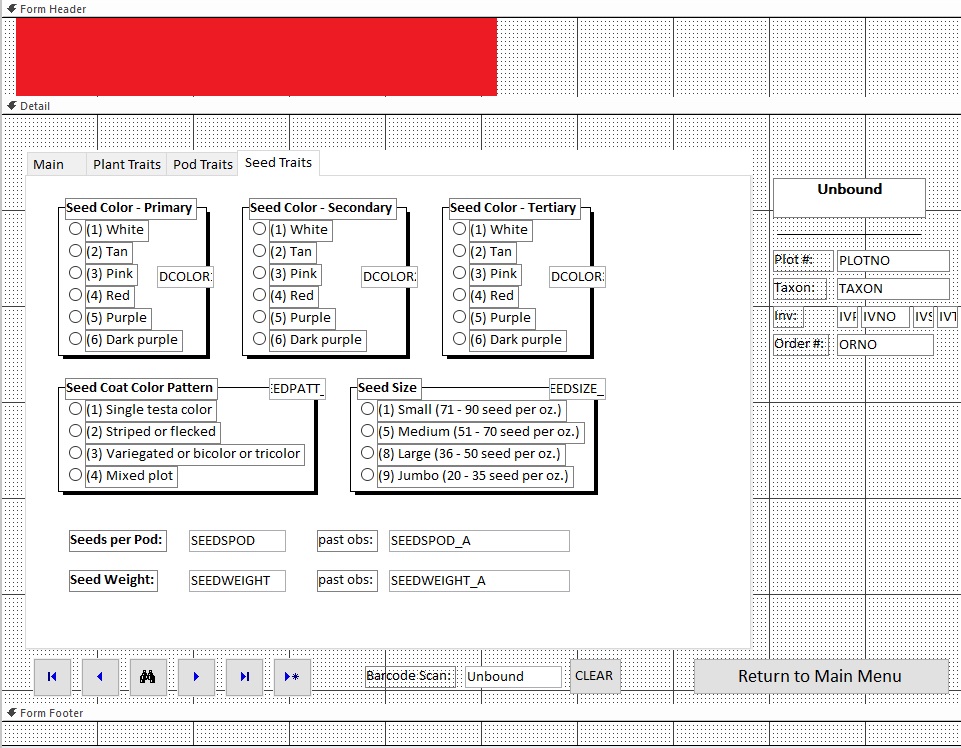 Form Header
Detail
Main Plant Traits Pod Traits Seed Traits
Unbound
Seed Color - Primary Seed Color - Secondary Seed Color - Tertiary
(1) White (1) White (1) White
(2) Tan (2) Tan (2) Tan
(3) Pink DCOLOR: (3) Pink DCOLOR: (3) Pink DCOLOR:
(4) Red (4) Red (4) Red
(5) Purple (5) Purple (5) Purple
(6) Dark purple (6) Dark purple (6) Dark purple
Plot #: PLOTNO
Taxon: TAXON
Inv: IVNO
Order #: ORNO
Seed Coat Color Pattern EDPATT_ Seed Size EEDSIZE_
(1) Single testa color (1) Small (71 - 90 seed per oz.)
(2) Striped or flecked (5) Medium (51 - 70 seed per oz.)
(3) Variegated or bicolor or tricolor (8) Large (36 - 50 seed per oz.)
(4) Mixed plot (9) Jumbo (20 - 35 seed per oz.)
Seeds per Pod: SEEDSPOD past obs: SEEDSPOD_A
Seed Weight: SEEDWEIGHT past obs: SEEDWEIGHT_A
Barcode Scan: Unbound CLEAR Return to Main Menu
Form Footer